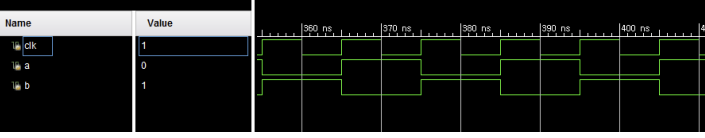 Name Value
360 ns 370 ns 380 ns 390 ns 400 ns
clk 1
a 0
b 1